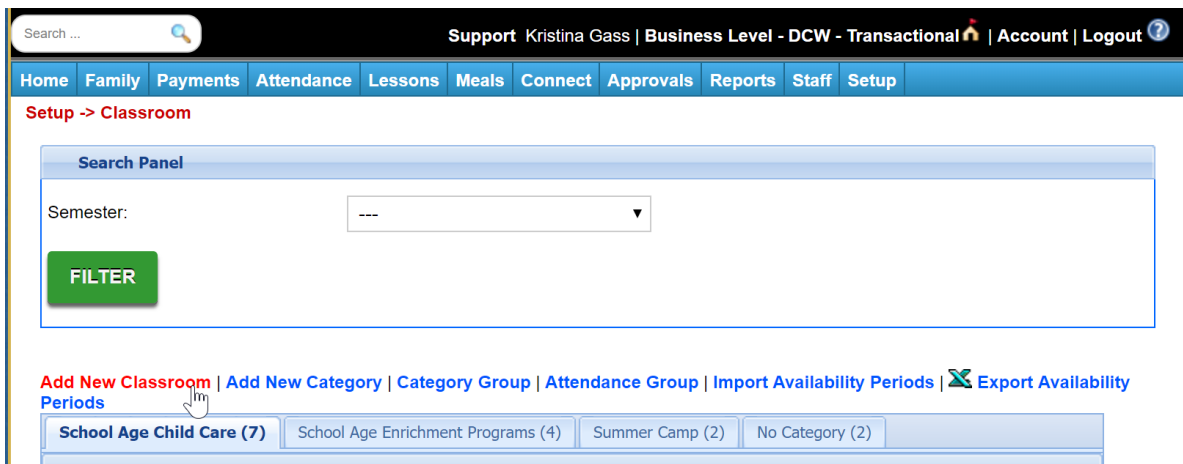 Search ...
Support Kristina Gass | Business Level - DCW - Transactional | Account | Logout ?
Home Family Payments Attendance Lessons Meals Connect Approvals Reports Staff Setup
Setup -> Classroom
Search Panel
Semester: ---
FILTER
Add New Classroom | Add New Category | Category Group | Attendance Group | Import Availability Periods | Export Availability
Periods
School Age Child Care (7) School Age Enrichment Programs (4) Summer Camp (2) No Category (2)